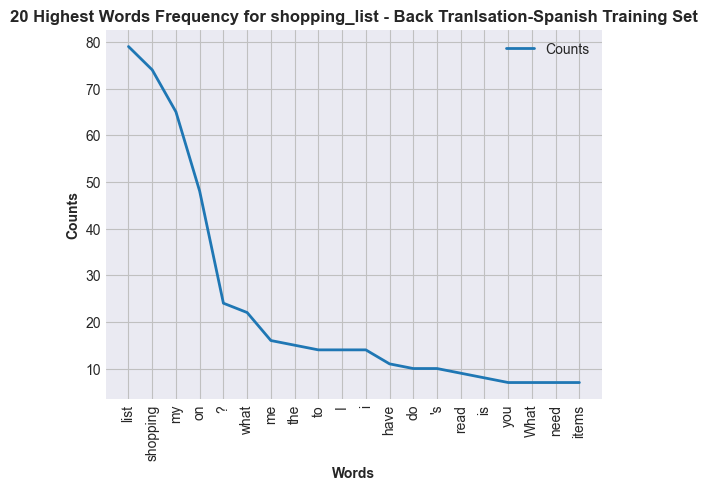 20 Highest Words Frequency for shopping_list - Back Tranlsation-Spanish Training Set
Counts
80
70
60
50
40
30
20
10
Counts
list
shopping
my
on
?
what
me
the
to
I
i
have
do
's
read
is
you
What
need
items
Words